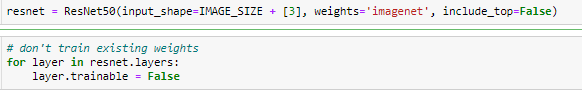 resnet = ResNet50(input_shape=IMAGE_SIZE + [3], weights='imagenet', include_top=False)
# don't train existing weights
for layer in resnet.layers:
    layer.trainable = False